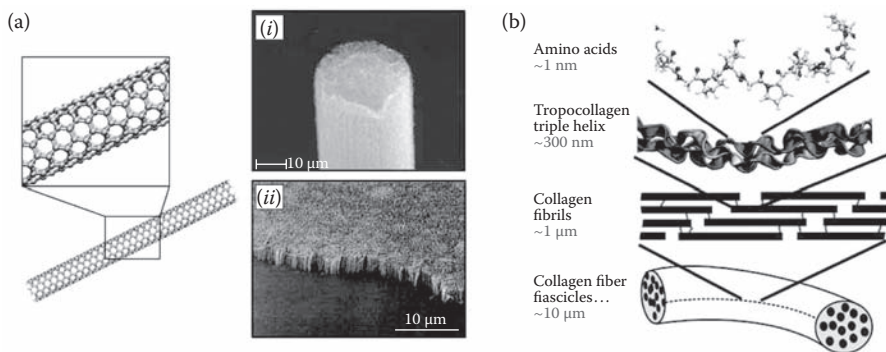 (a)
(i)
10 μm
(ii)
10 μm
(b)
Amino acids
~1 nm
Tropocollagen
triple helix
~300 nm
Collagen
fibrils
~1 μm
Collagen fiber
fiascicles…
~10 μm